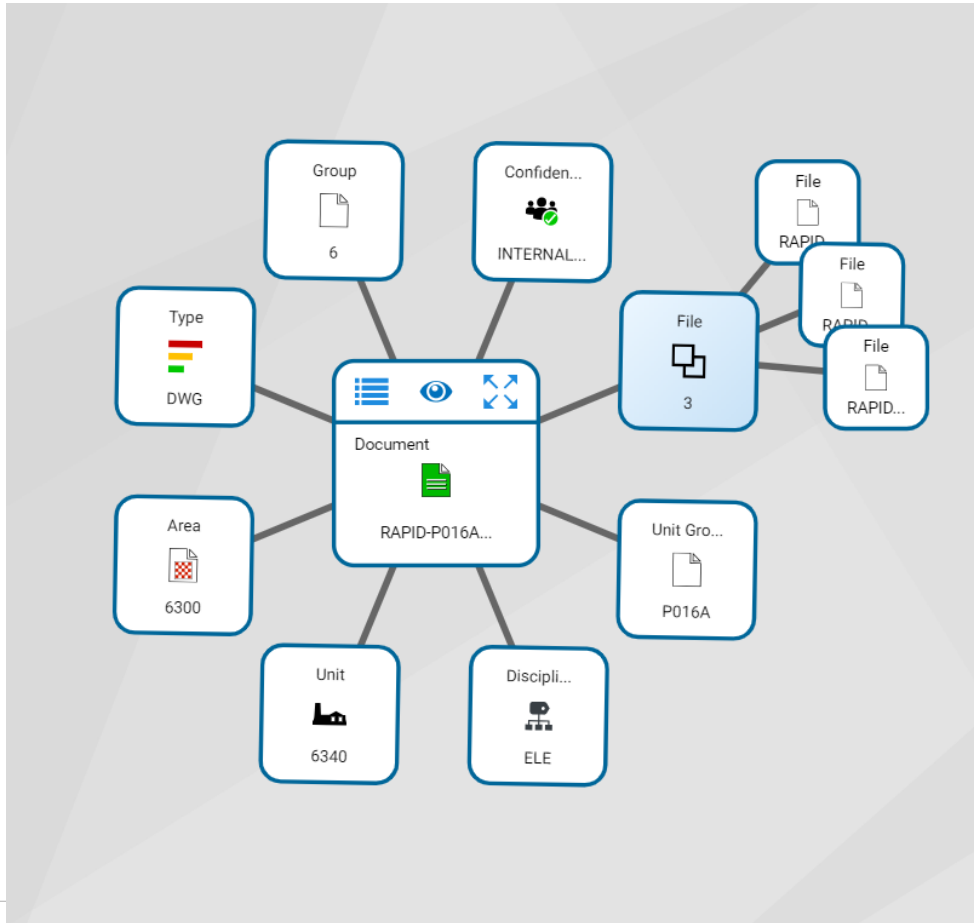 Group
6
Confiden...
INTERNAL...
File
RAPID...
File
RAPID...
File
RAPID...
File
3
Type
DWG
Document
RAPID-P016A...
Area
6300
Unit Gro...
P016A
Unit
6340
Discipli...
ELE